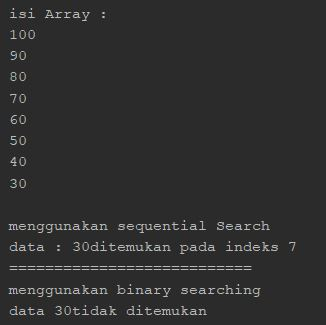 isi Array :
100
90
80
70
60
50
40
30
menggunakan sequential Search
data : 30ditemukan pada indeks 7
===========================
menggunakan binary searching
data 30tidak ditemukan